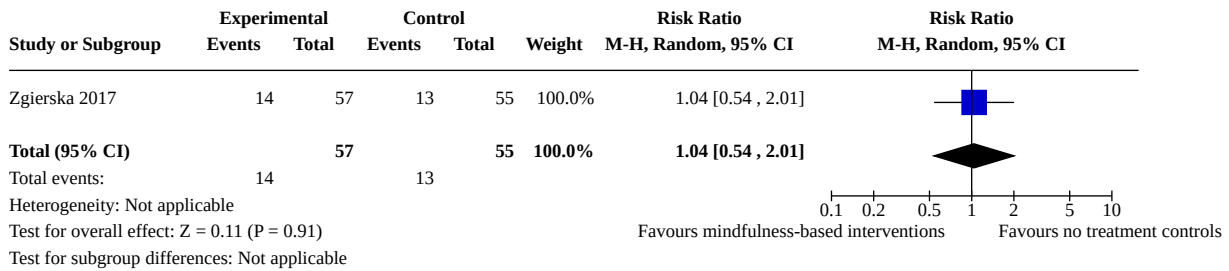 Experimental Control Risk Ratio Risk Ratio
Study or Subgroup Events Total Events Total Weight M-H, Random, 95% CI M-H, Random, 95% CI
Zgierska 2017 14 57 13 55 100.0% 1.04 [0.54 , 2.01]
Total (95% CI) 57 55 100.0% 1.04 [0.54 , 2.01]
Total events: 14 13
Heterogeneity: Not applicable 0.1 0.2 0.5 1 2 5 10
Test for overall effect: Z = 0.11 (P = 0.91) Favours mindfulness-based interventions Favours no treatment controls
Test for subgroup differences: Not applicable